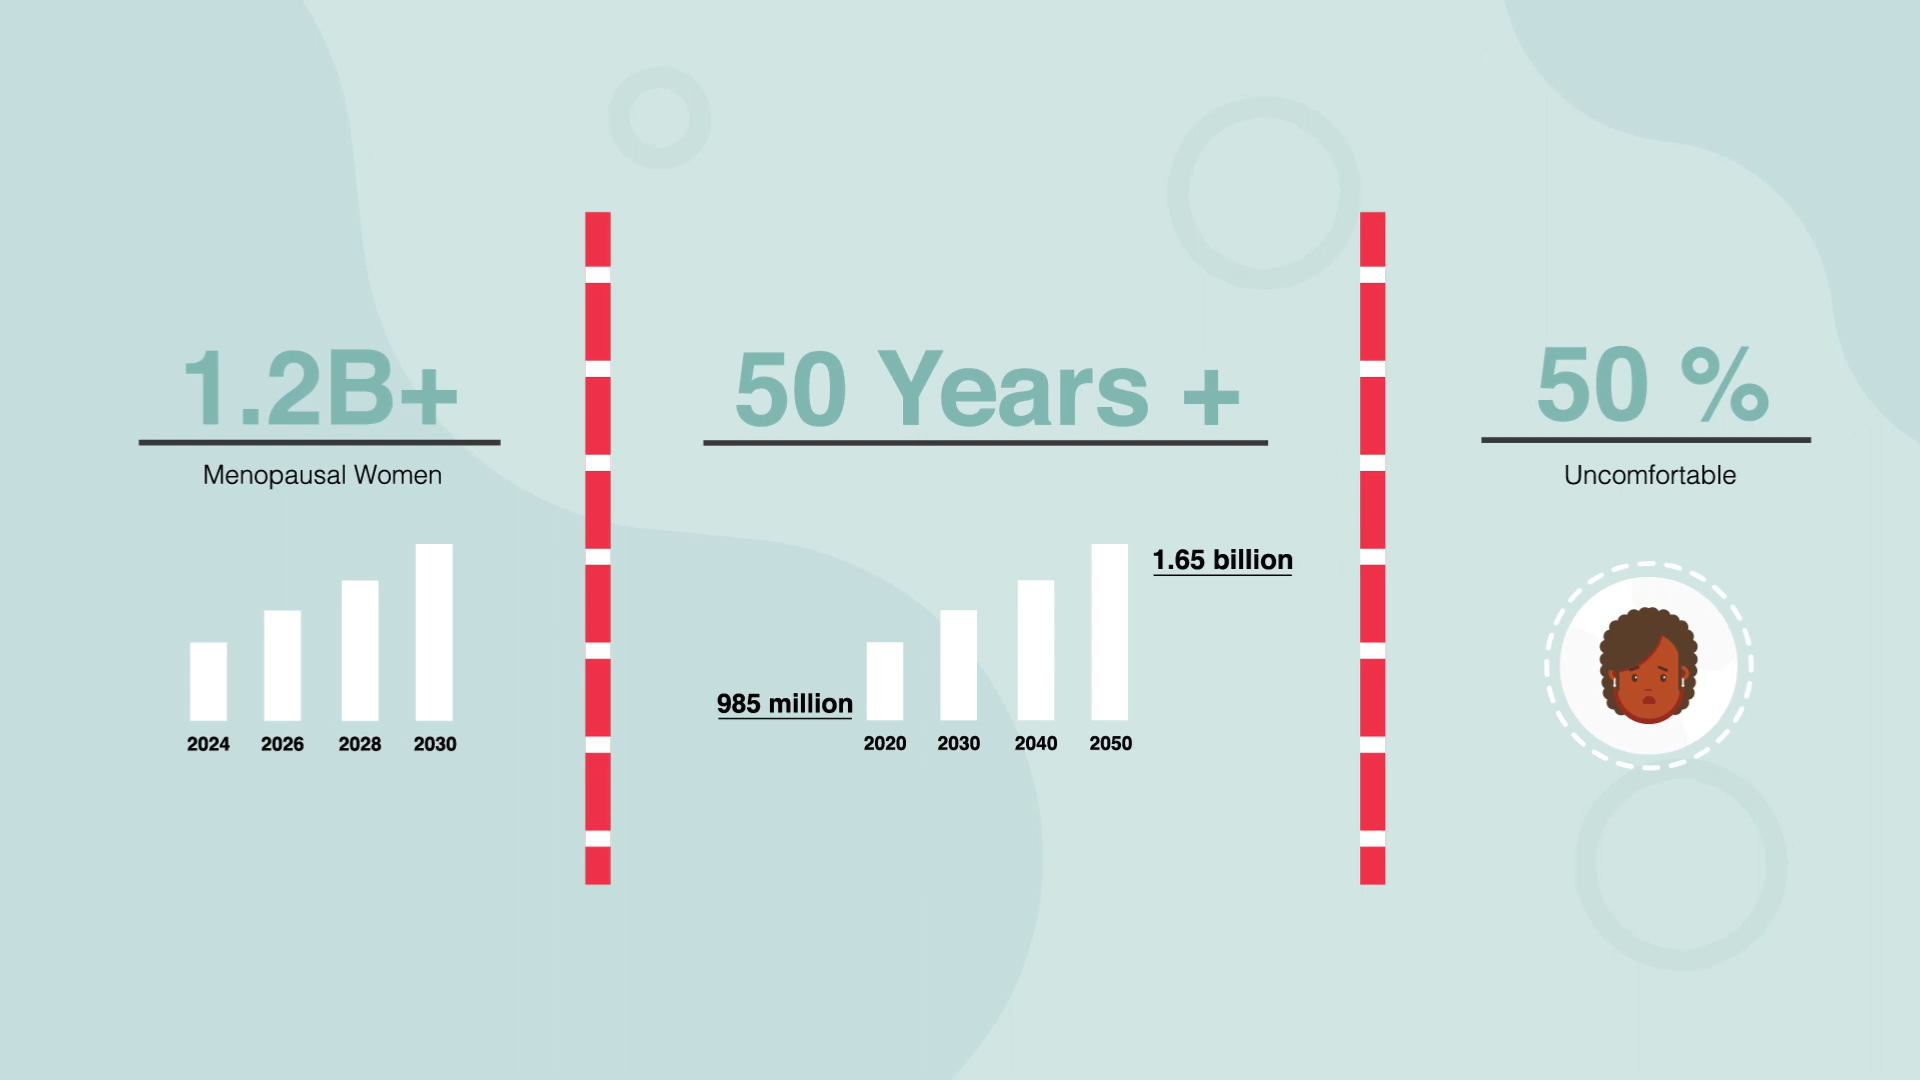 1.2B+
Menopausal Women
2024 2026 2028 2030
50 Years +
1.65 billion
985 million
2020 2030 2040 2050
50 %
Uncomfortable